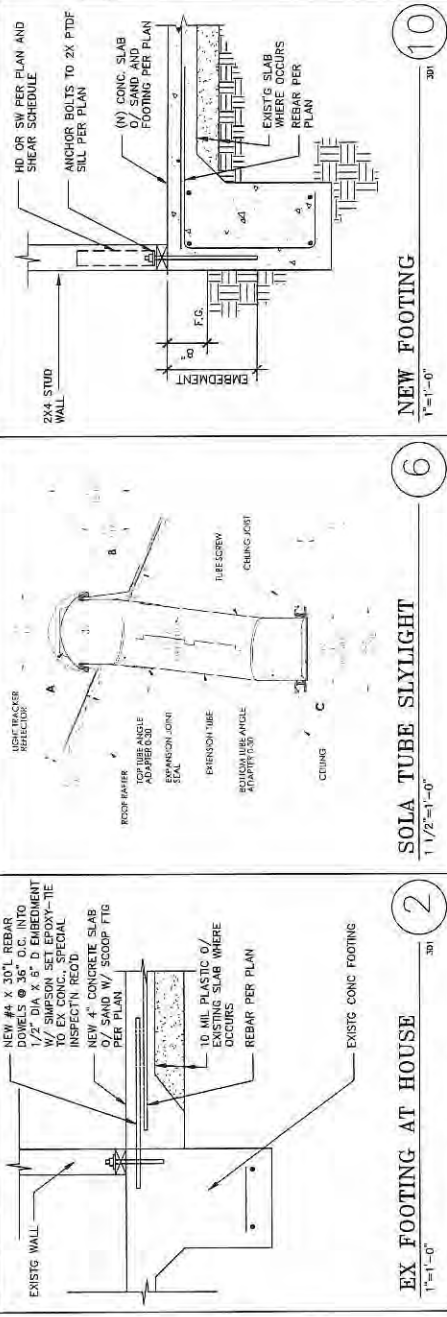 HD OR SW PER PLAN AND
SHEAR SCHEDULE
ANCHOR BOLTS TO 2X PTDF
SILL PER PLAN
(N) CONC. SLAB
O/ SAND AND
FOOTING PER PLAN
EXIST'G SLAB
WHERE OCCURS
REBAR PER
PLAN
2X4 STUD
WALL
F.G.
8"
EMBEDMENT
NEW FOOTING
1"=1'-0"
10
3D1
LIGHT TRACKER
REFLECTOR
A
B
ROOF RAFTER
TOP TUBE ANGLE
ADAPTER 0-30
EXPANSION JOINT
SEAL
EXTENSION TUBE
BOTTOM TUBE ANGLE
ADAPTER 0-30
CEILING
TUBE SCREW
CEILING JOIST
C
SOLA TUBE SLYLIGHT
1 1/2"=1'-0"
6
NEW #4 X 30"L REBAR
DOWELS @ 36" O.C. INTO
1/2" DIA X 6" D EMBEDMENT
W/ SIMPSON SET EPOXY-TIE
TO EX CONC., SPECIAL
INSPECT'N REQ'D
NEW 4" CONCRETE SLAB
O/ SAND W/ SCOOP FTG
PER PLAN
EXIST'G WALL
10 MIL PLASTIC O/
EXISTING SLAB WHERE
OCCURS
REBAR PER PLAN
EXIST'G CONC FOOTING
EX FOOTING AT HOUSE
1"=1'-0"
2
3D1